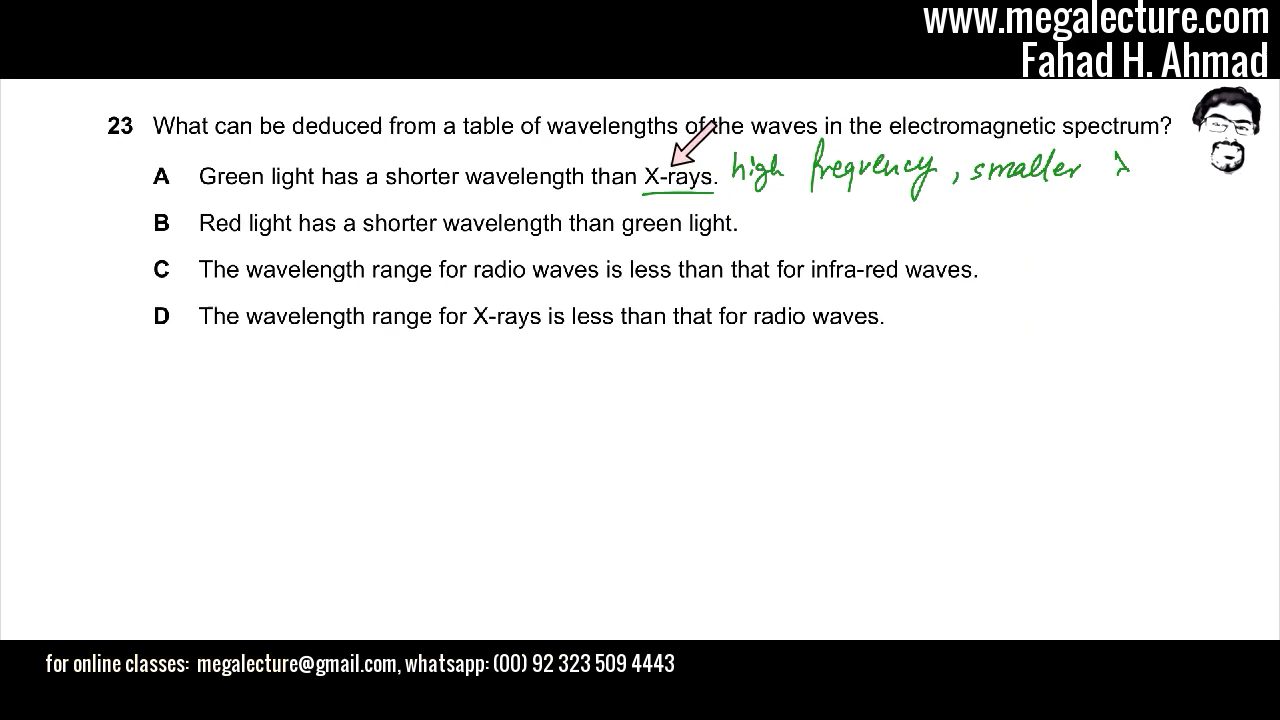 www.megalecture.com
Fahad H. Ahmad
23 What can be deduced from a table of wavelengths of the waves in the electromagnetic spectrum?
A Green light has a shorter wavelength than X-rays. high frequency, smaller λ
B Red light has a shorter wavelength than green light.
C The wavelength range for radio waves is less than that for infra-red waves.
D The wavelength range for X-rays is less than that for radio waves.
for online classes: megalecture@gmail.com, whatsapp: (00) 92 323 509 4443